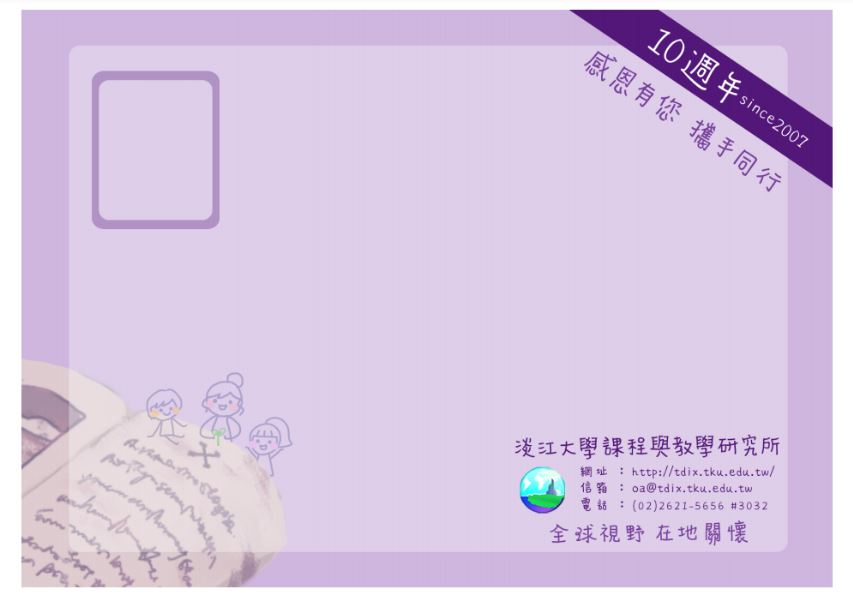 10週年since2007
感恩有您 攜手同行
淡江大學課程與教學研究所
網址 : http://tdix.tku.edu.tw/
信箱 : oa@tdix.tku.edu.tw
電話 : (02)2621-5656 #3032
全球視野 在地關懷